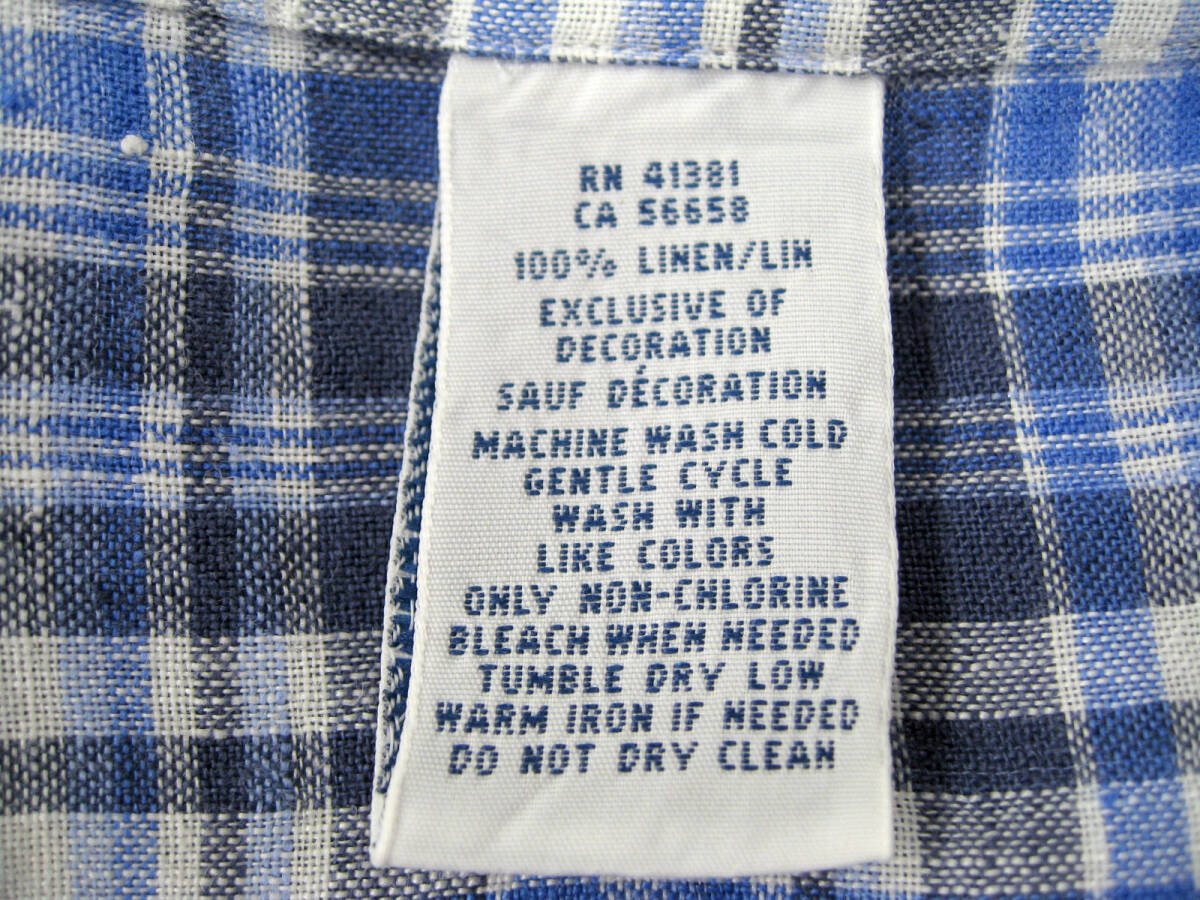 RN 41381
CA 56658
100% LINEN/LIN
EXCLUSIVE OF
DECORATION
SAUF DÉCORATION
MACHINE WASH COLD
GENTLE CYCLE
WASH WITH
LIKE COLORS
ONLY NON-CHLORINE
BLEACH WHEN NEEDED
TUMBLE DRY LOW
WARM IRON IF NEEDED
DO NOT DRY CLEAN